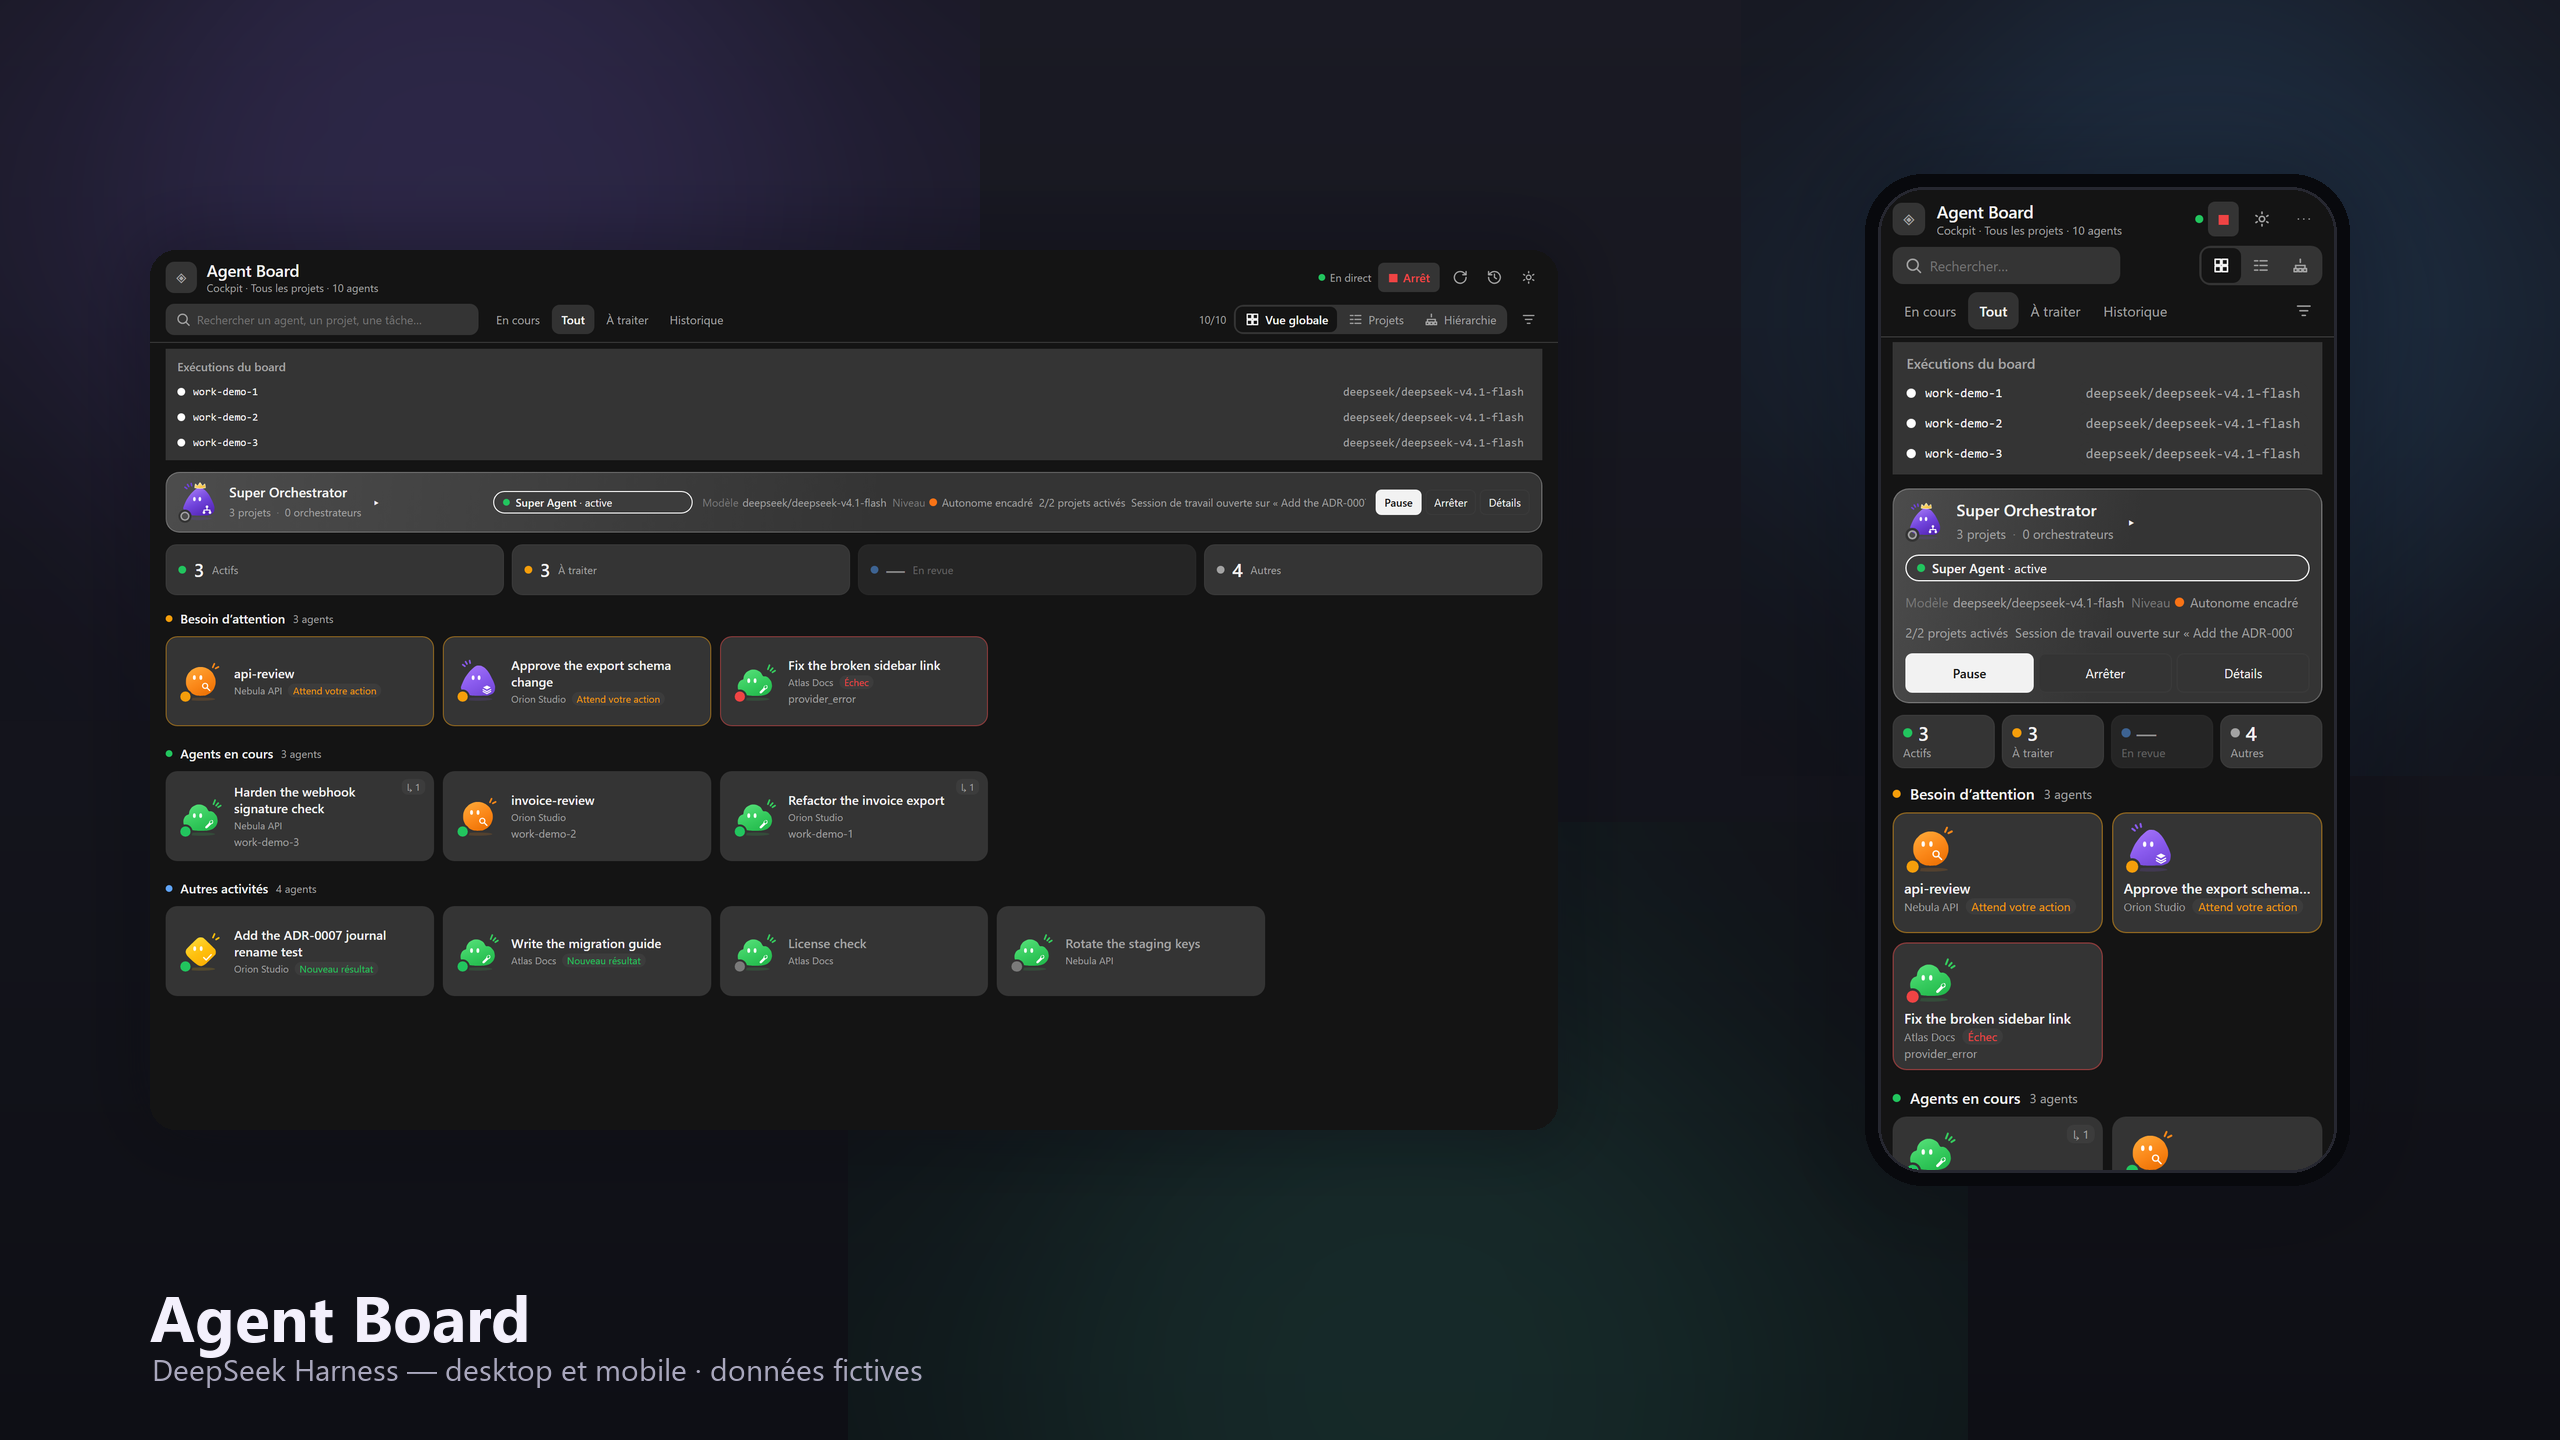 Agent Board
Cockpit · Tous les projets · 10 agents
En direct
Arrêt
Rechercher un agent, un projet, une tâche...
En cours
Tout
À traiter
Historique
10/10
Vue globale
Projets
Hiérarchie
Exécutions du board
work-demo-1 deepseek/deepseek-v4.1-flash
work-demo-2 deepseek/deepseek-v4.1-flash
work-demo-3 deepseek/deepseek-v4.1-flash
Super Orchestrator
3 projets · 0 orchestrateurs
Super Agent · active
Modèle deepseek/deepseek-v4.1-flash Niveau Autonome encadré 2/2 projets activés Session de travail ouverte sur « Add the ADR-000
Pause
Arrêter
Détails
3 Actifs
3 À traiter
— En revue
4 Autres
Besoin d’attention 3 agents
api-review
Nebula API Attend votre action
Approve the export schema
change
Orion Studio Attend votre action
Fix the broken sidebar link
Atlas Docs Échec
provider_error
Agents en cours 3 agents
Harden the webhook
signature check
Nebula API
work-demo-3
1
invoice-review
Orion Studio
work-demo-2
Refactor the invoice export
Orion Studio
work-demo-1
1
Autres activités 4 agents
Add the ADR-0007 journal
rename test
Orion Studio Nouveau résultat
Write the migration guide
Atlas Docs Nouveau résultat
License check
Atlas Docs
Rotate the staging keys
Nebula API
Agent Board
Cockpit · Tous les projets · 10 agents
Rechercher...
En cours
Tout
À traiter
Historique
Exécutions du board
work-demo-1 deepseek/deepseek-v4.1-flash
work-demo-2 deepseek/deepseek-v4.1-flash
work-demo-3 deepseek/deepseek-v4.1-flash
Super Orchestrator
3 projets · 0 orchestrateurs
Super Agent · active
Modèle deepseek/deepseek-v4.1-flash Niveau Autonome encadré
2/2 projets activés Session de travail ouverte sur « Add the ADR-000
Pause
Arrêter
Détails
3
Actifs
3
À traiter
—
En revue
4
Autres
Besoin d’attention 3 agents
api-review
Nebula API Attend votre action
Approve the export schema...
Orion Studio Attend votre action
Fix the broken sidebar link
Atlas Docs Échec
provider_error
Agents en cours 3 agents
1
Agent Board
DeepSeek Harness — desktop et mobile · données fictives